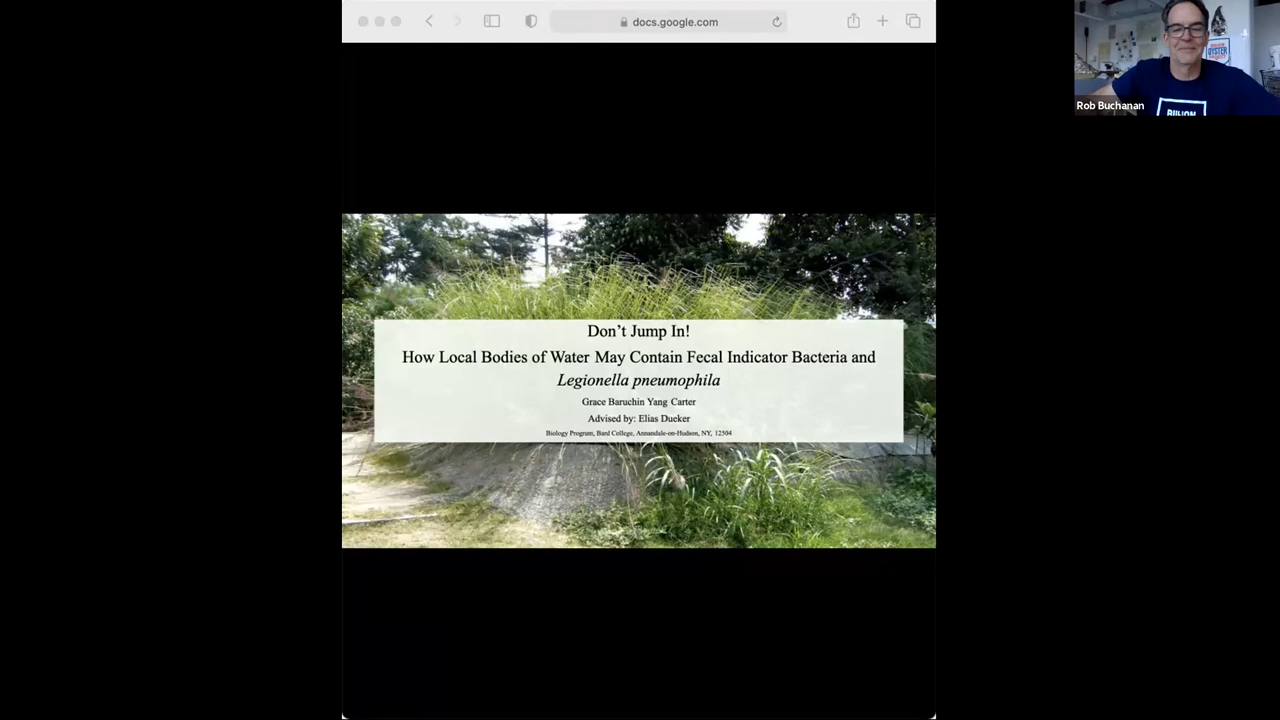 docs.google.com
Rob Buchanan
OYSTER
Don't Jump In!
How Local Bodies of Water May Contain Fecal Indicator Bacteria and
Legionella pneumophila
Grace Baruchin Yang Carter
Advised by: Elias Dueker
Biology Program, Bard College, Annandale-on-Hudson, NY, 12504